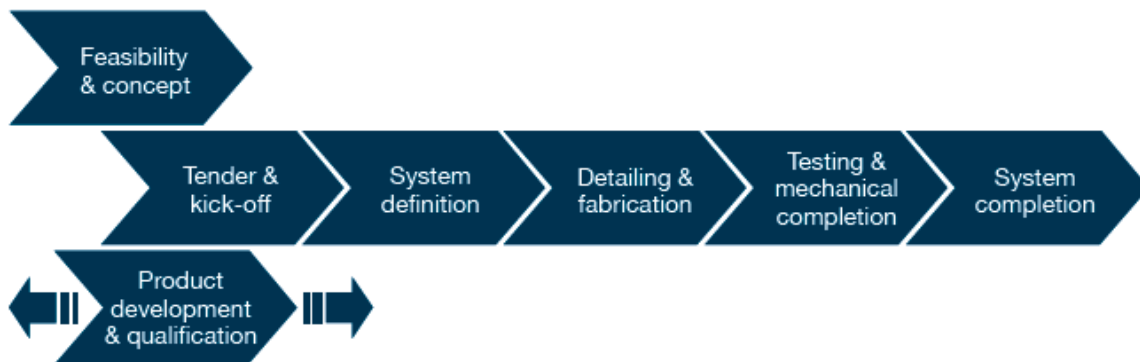 Feasibility
& concept
Tender &
kick-off
System
definition
Detailing &
fabrication
Testing &
mechanical
completion
System
completion
Product
development
& qualification